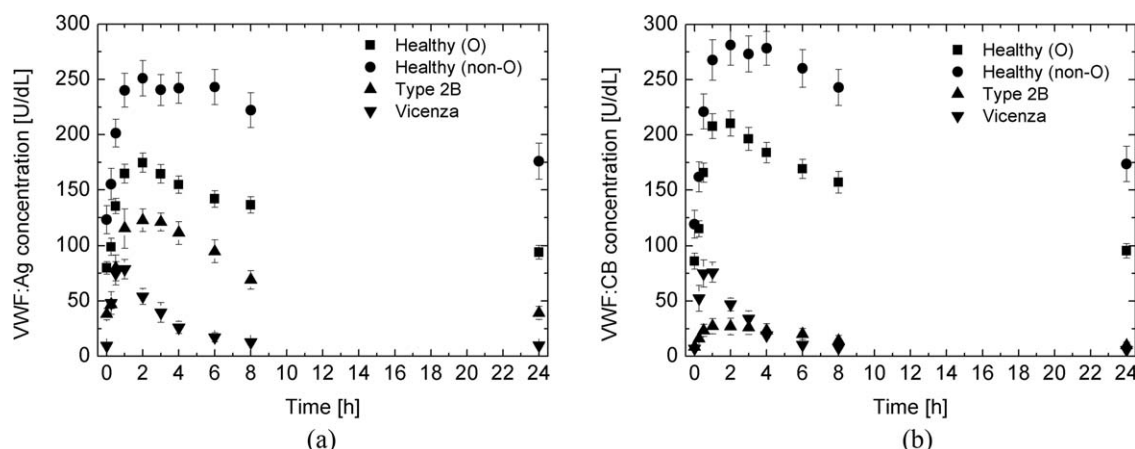 300
250
200
150
100
50
0
VWF:Ag concentration [U/dL]
Healthy (O)
Healthy (non-O)
Type 2B
Vicenza
0 2 4 6 8 10 12 14 16 18 20 22 24
Time [h]
(a)
300
250
200
150
100
50
0
VWF:CB concentration [U/dL]
Healthy (O)
Healthy (non-O)
Type 2B
Vicenza
0 2 4 6 8 10 12 14 16 18 20 22 24
Time [h]
(b)